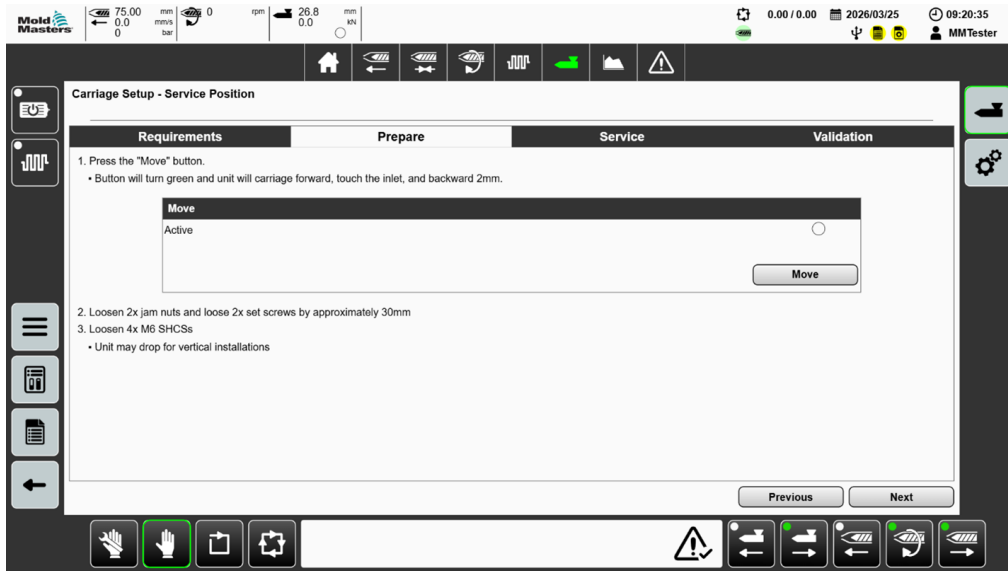 Mold
Masters
75.00 mm
0.0 mm/s
0 bar
0 rpm
26.8 mm
0.0 kN
0.00 / 0.00
2026/03/25
09:20:35
MMTester
Carriage Setup - Service Position
Requirements
Prepare
Service
Validation
1. Press the "Move" button.
• Button will turn green and unit will carriage forward, touch the inlet, and backward 2mm.
Move
Active
Move
2. Loosen 2x jam nuts and loose 2x set screws by approximately 30mm
3. Loosen 4x M6 SHCSs
• Unit may drop for vertical installations
Previous
Next